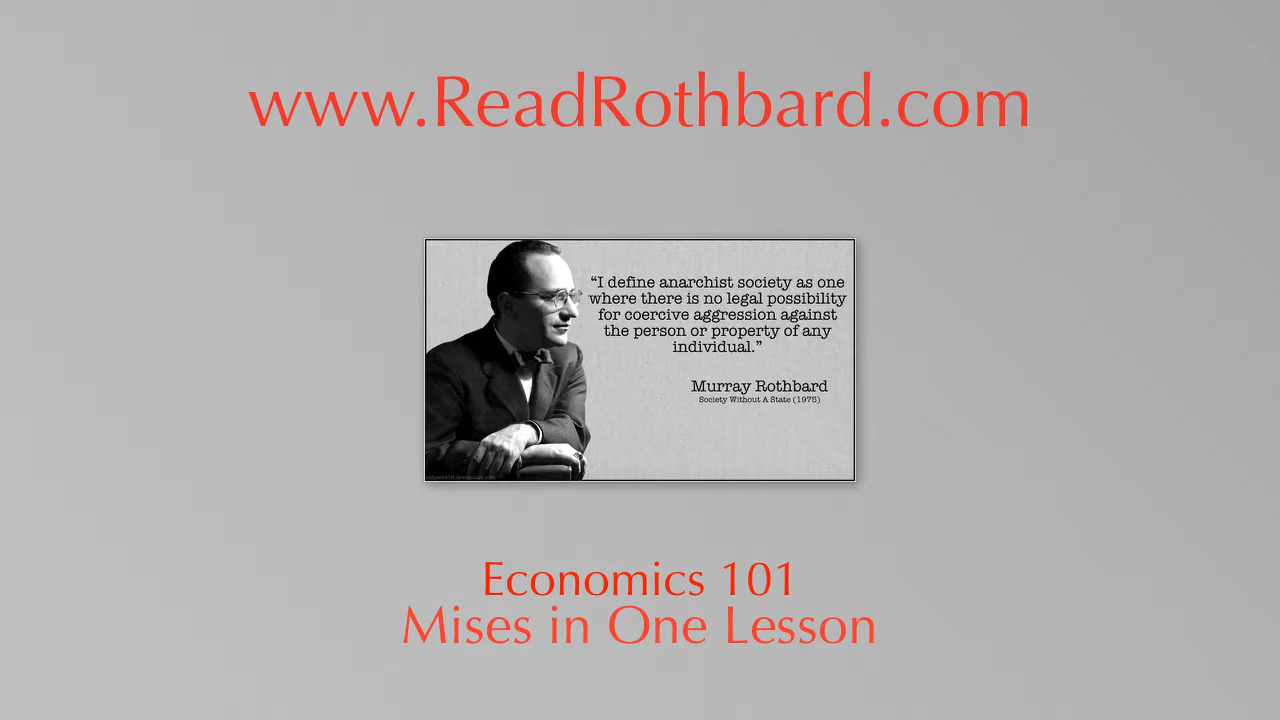 www.ReadRothbard.com
“I define anarchist society as one
where there is no legal possibility
for coercive aggression against
the person or property of any
individual.”
Murray Rothbard
Society Without A State (1975)
Economics 101
Mises in One Lesson